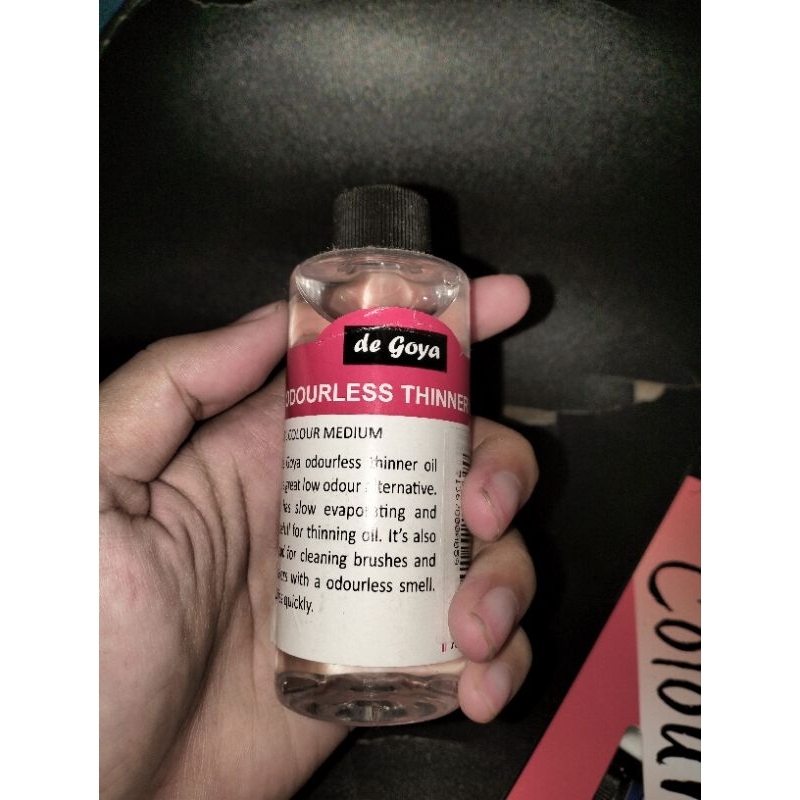 de Goya
ODOURLESS THINNER
COLOUR MEDIUM
Goya odourless thinner oil
great low odour
has slow evaporating and
for thinning oil. It's also
for cleaning brushes and
with a odourless smell.
quickly.
Colour